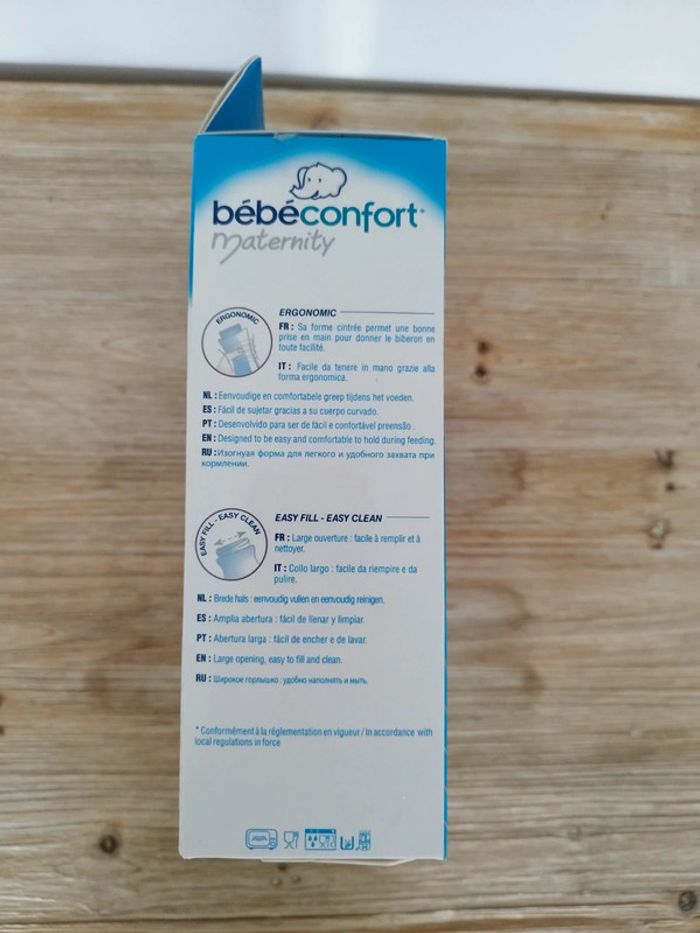 bébéconfort
maternity
ERGONOMIC
ERGONOMIC
FR : Sa forme cintrée permet une bonne
prise en main pour donner le biberon en
toute facilité.
IT : Facile da tenere in mano grazie alla
forma ergonomica.
NL : Eenvoudige en comfortabele greep tijdens het voeden.
ES : Fácil de sujetar gracias a su cuerpo curvado.
PT : Desenvolvido para ser de fácil e confortável preensão .
EN : Designed to be easy and comfortable to hold during feeding.
RU : Изогнутая форма для легкого и удобного захвата при
кормлении.
EASY FILL - EASY CLEAN
EASY FILL - EASY CLEAN
FR : Large ouverture : facile à remplir et à
nettoyer.
IT : Collo largo : facile da riempire e da
pulire.
NL : Brede hals : eenvoudig vullen en eenvoudig reinigen.
ES : Amplia abertura : fácil de llenar y limpiar.
PT : Abertura larga : fácil de encher e de lavar.
EN : Large opening, easy to fill and clean.
RU : Широкое горлышко : удобно наполнять и мыть.
* Conformément à la réglementation en vigueur / In accordance with
local regulations in force